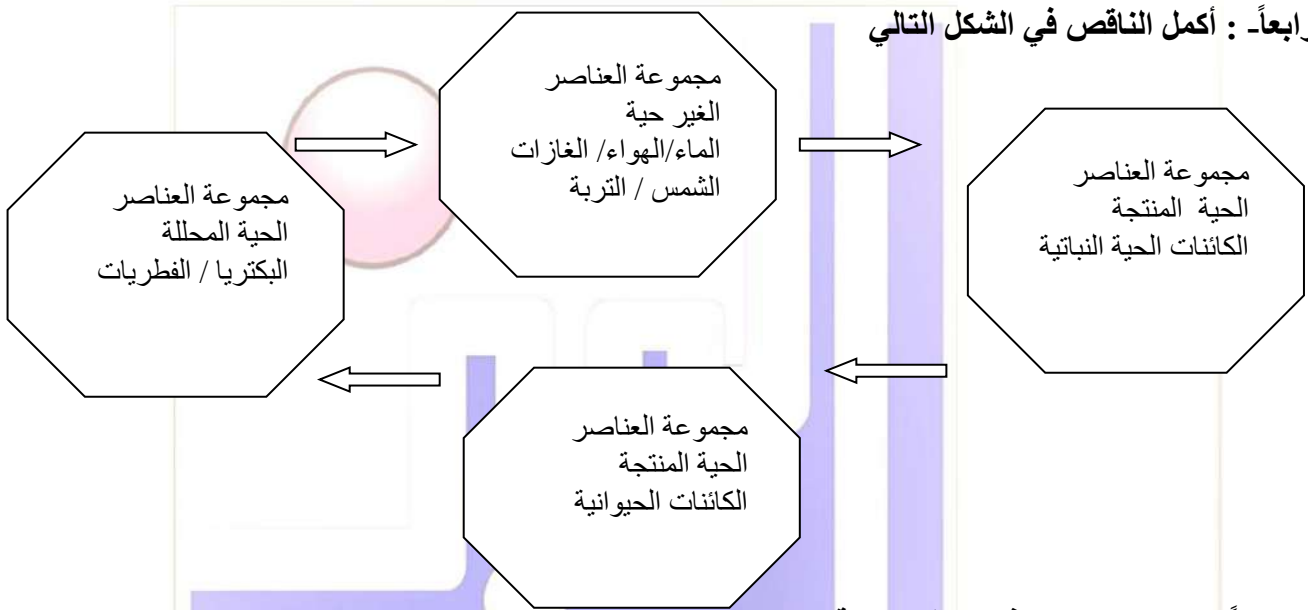 رابعاً- : أكمل الناقص في الشكل التالي
مجموعة العناصر
الغير حية
الماء/الهواء/ الغازات
الشمس / التربة
مجموعة العناصر
الحية المنتجة
الكائنات الحية النباتية
مجموعة العناصر
الحية المحللة
البكتريا / الفطريات
مجموعة العناصر
الحية المنتجة
الكائنات الحيوانية